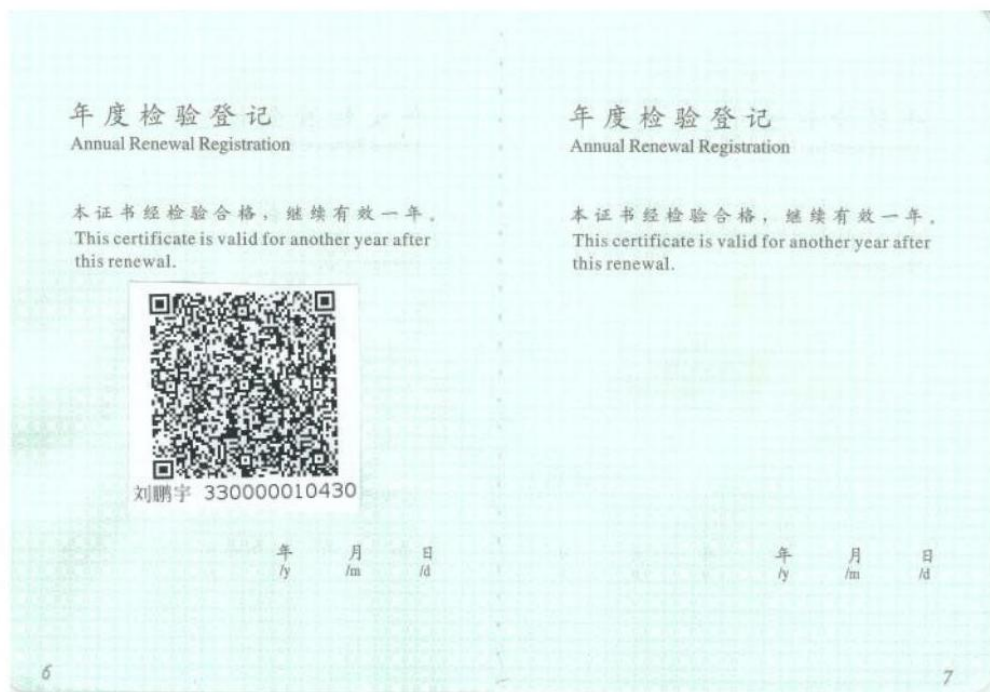 年度检验登记
Annual Renewal Registration
本证书经检验合格，继续有效一年。
This certificate is valid for another year after
this renewal.
刘鹏宇 330000010430
年 月 日
/y /m /d
6
年度检验登记
Annual Renewal Registration
本证书经检验合格，继续有效一年。
This certificate is valid for another year after
this renewal.
年 月 日
/y /m /d
7